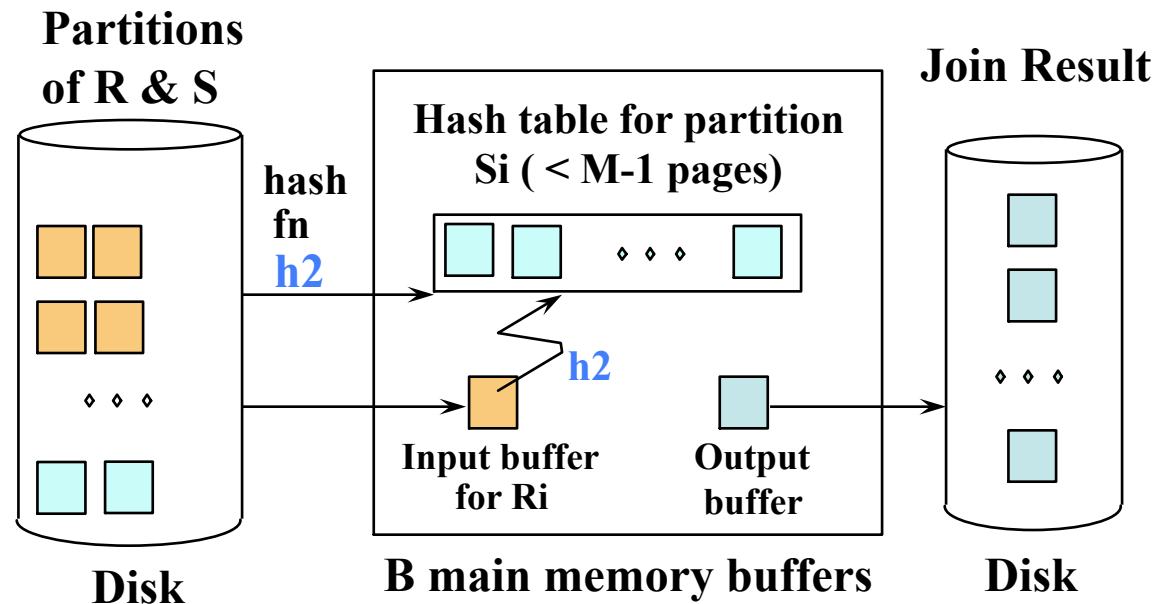 Partitions
of R & S
Join Result
Hash table for partition
Si ( < M-1 pages)
hash
fn
h2
h2
Input buffer
for Ri
Output
buffer
Disk
B main memory buffers
Disk